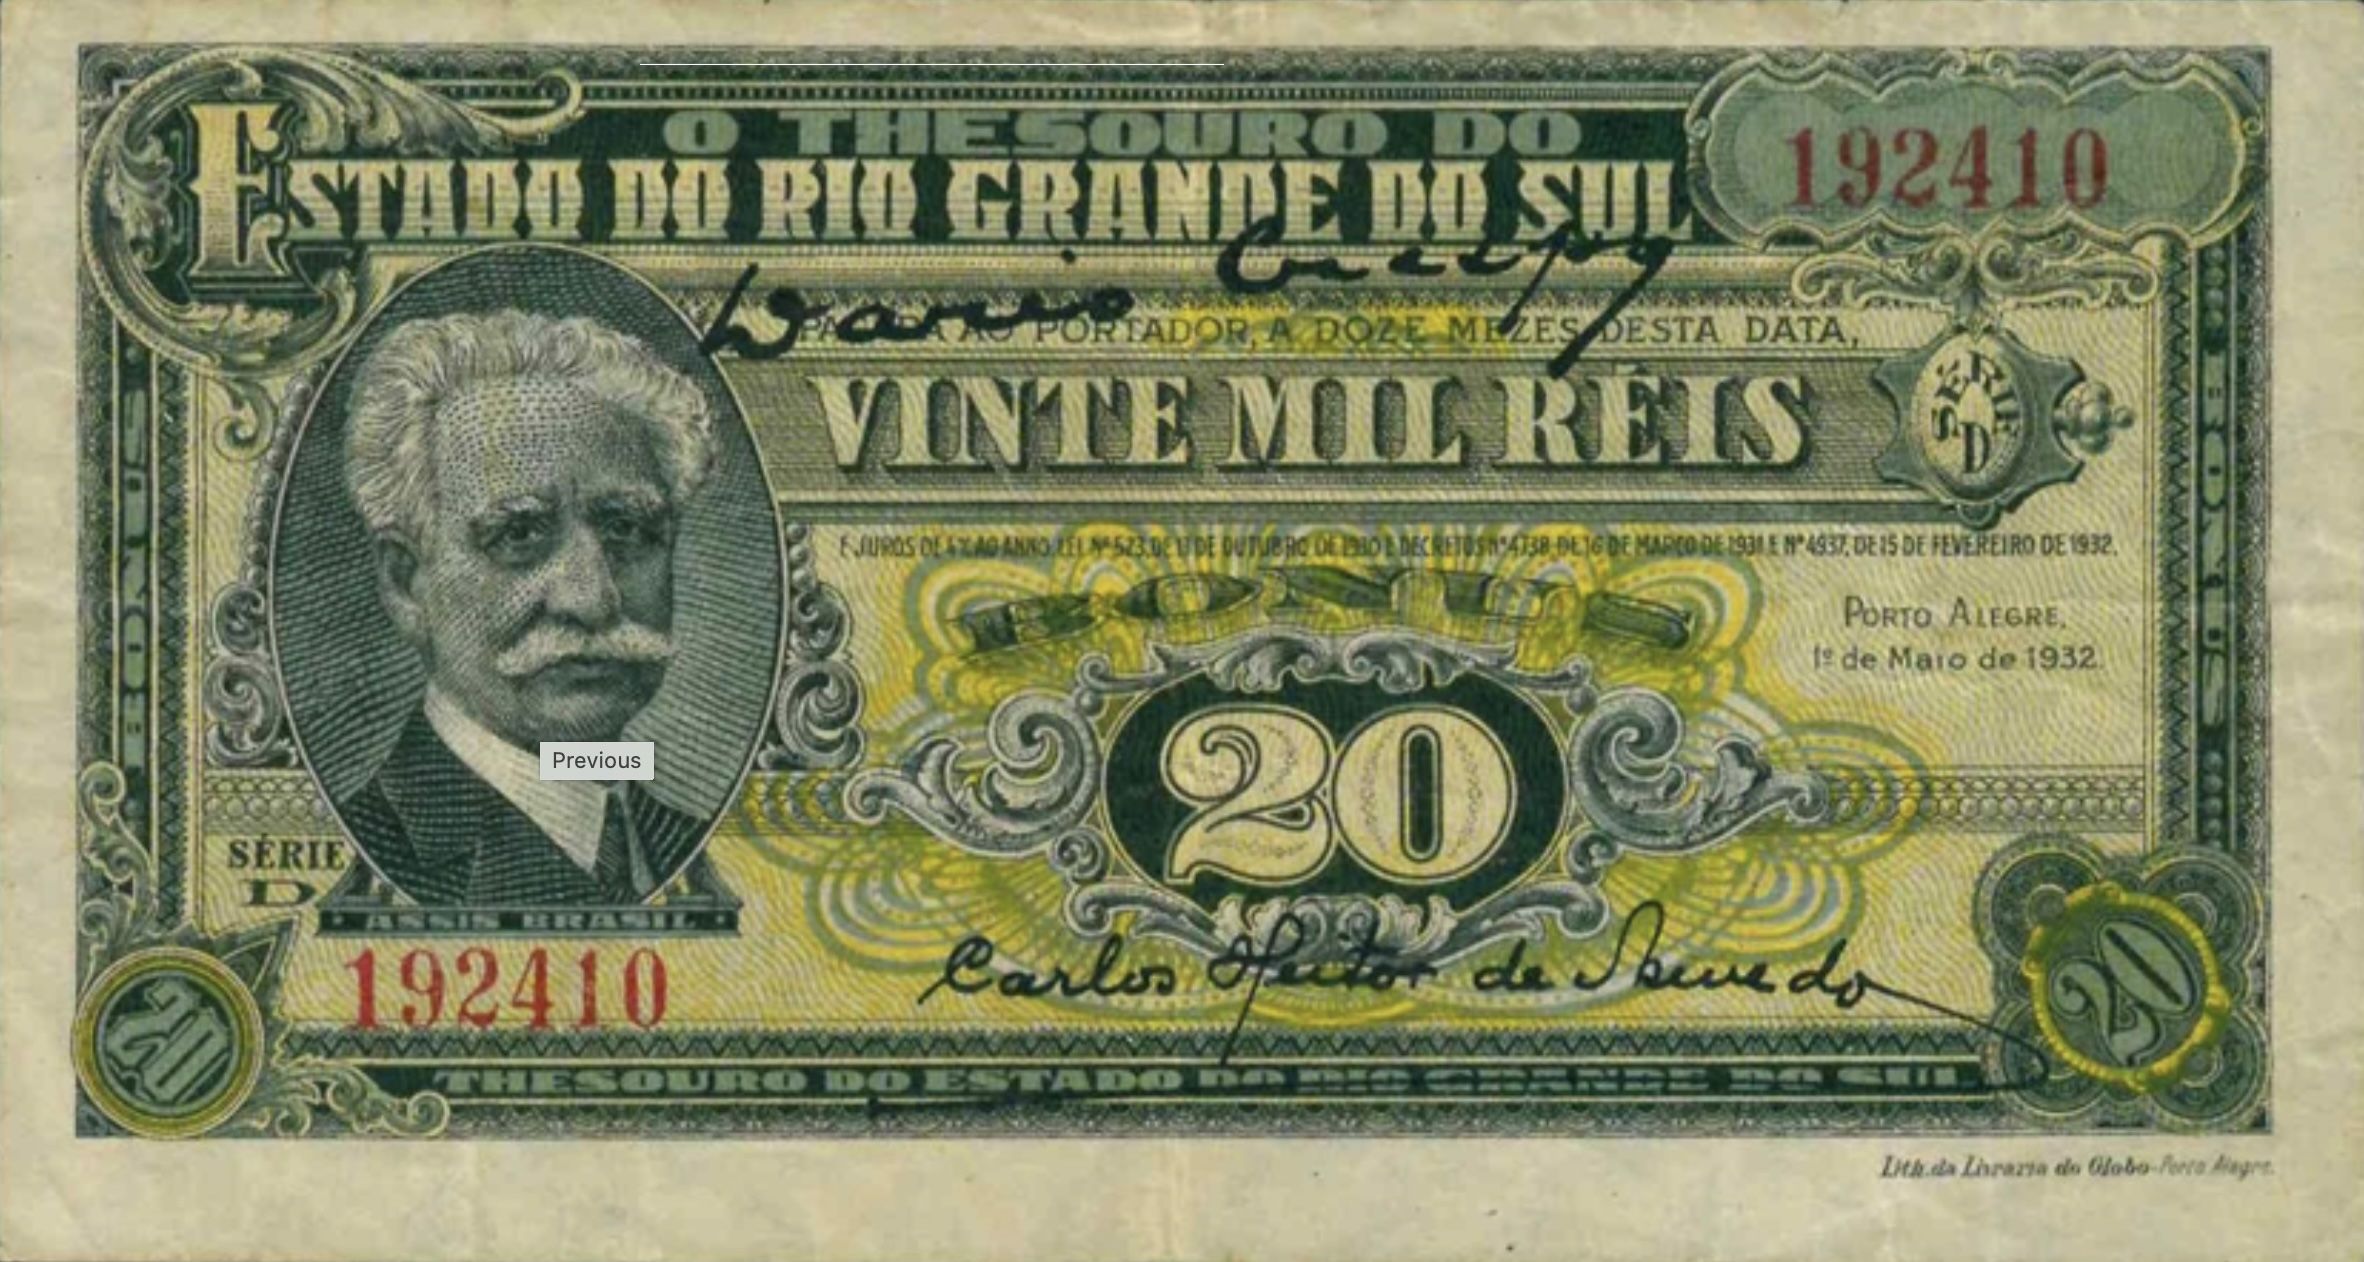 O THESOURO DO
ESTADO DO RIO GRANDE DO SUL
192410
PAGARÁ AO PORTADOR, A DOZE MEZES DESTA DATA,
VINTE MIL RÉIS
SÉRIE
D
E JUROS DE 4% AO ANNO, LEI Nº 523, DE 17 DE OUTUBRO DE 1930 E DECRETOS Nº 4738, DE 16 DE MARÇO DE 1931 E Nº 4937, DE 15 DE FEVEREIRO DE 1932.
PORTO ALEGRE,
1º de Maio de 1932.
Previous
20
SÉRIE
D
ASSIS BRASIL
192410
Carlos Heitor de
20
20
THESOURO DO ESTADO DO RIO GRANDE DO SUL
Lith. da Livraria do Globo-Porto Alegre.